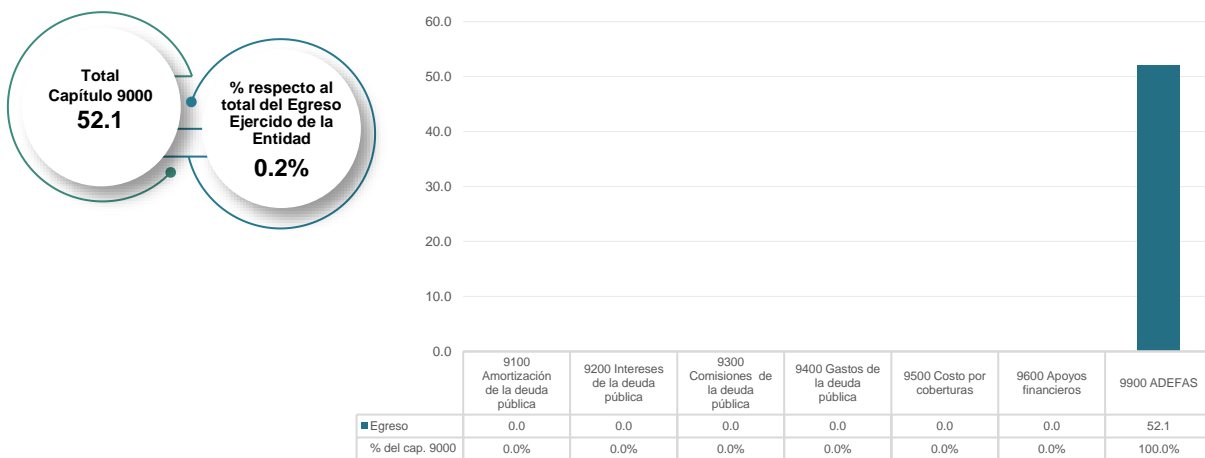 Total
Capítulo 9000
52.1
% respecto al
total del Egreso
Ejercido de la
Entidad
0.2%
60.0
50.0
40.0
30.0
20.0
10.0
0.0
9100
Amortización
de la deuda
pública
9200 Intereses
de la deuda
pública
9300
Comisiones de
la deuda
pública
9400 Gastos de
la deuda
pública
9500 Costo por
coberturas
9600 Apoyos
financieros
9900 ADEFAS
Egreso 0.0 0.0 0.0 0.0 0.0 0.0 52.1
% del cap. 9000 0.0% 0.0% 0.0% 0.0% 0.0% 0.0% 100.0%